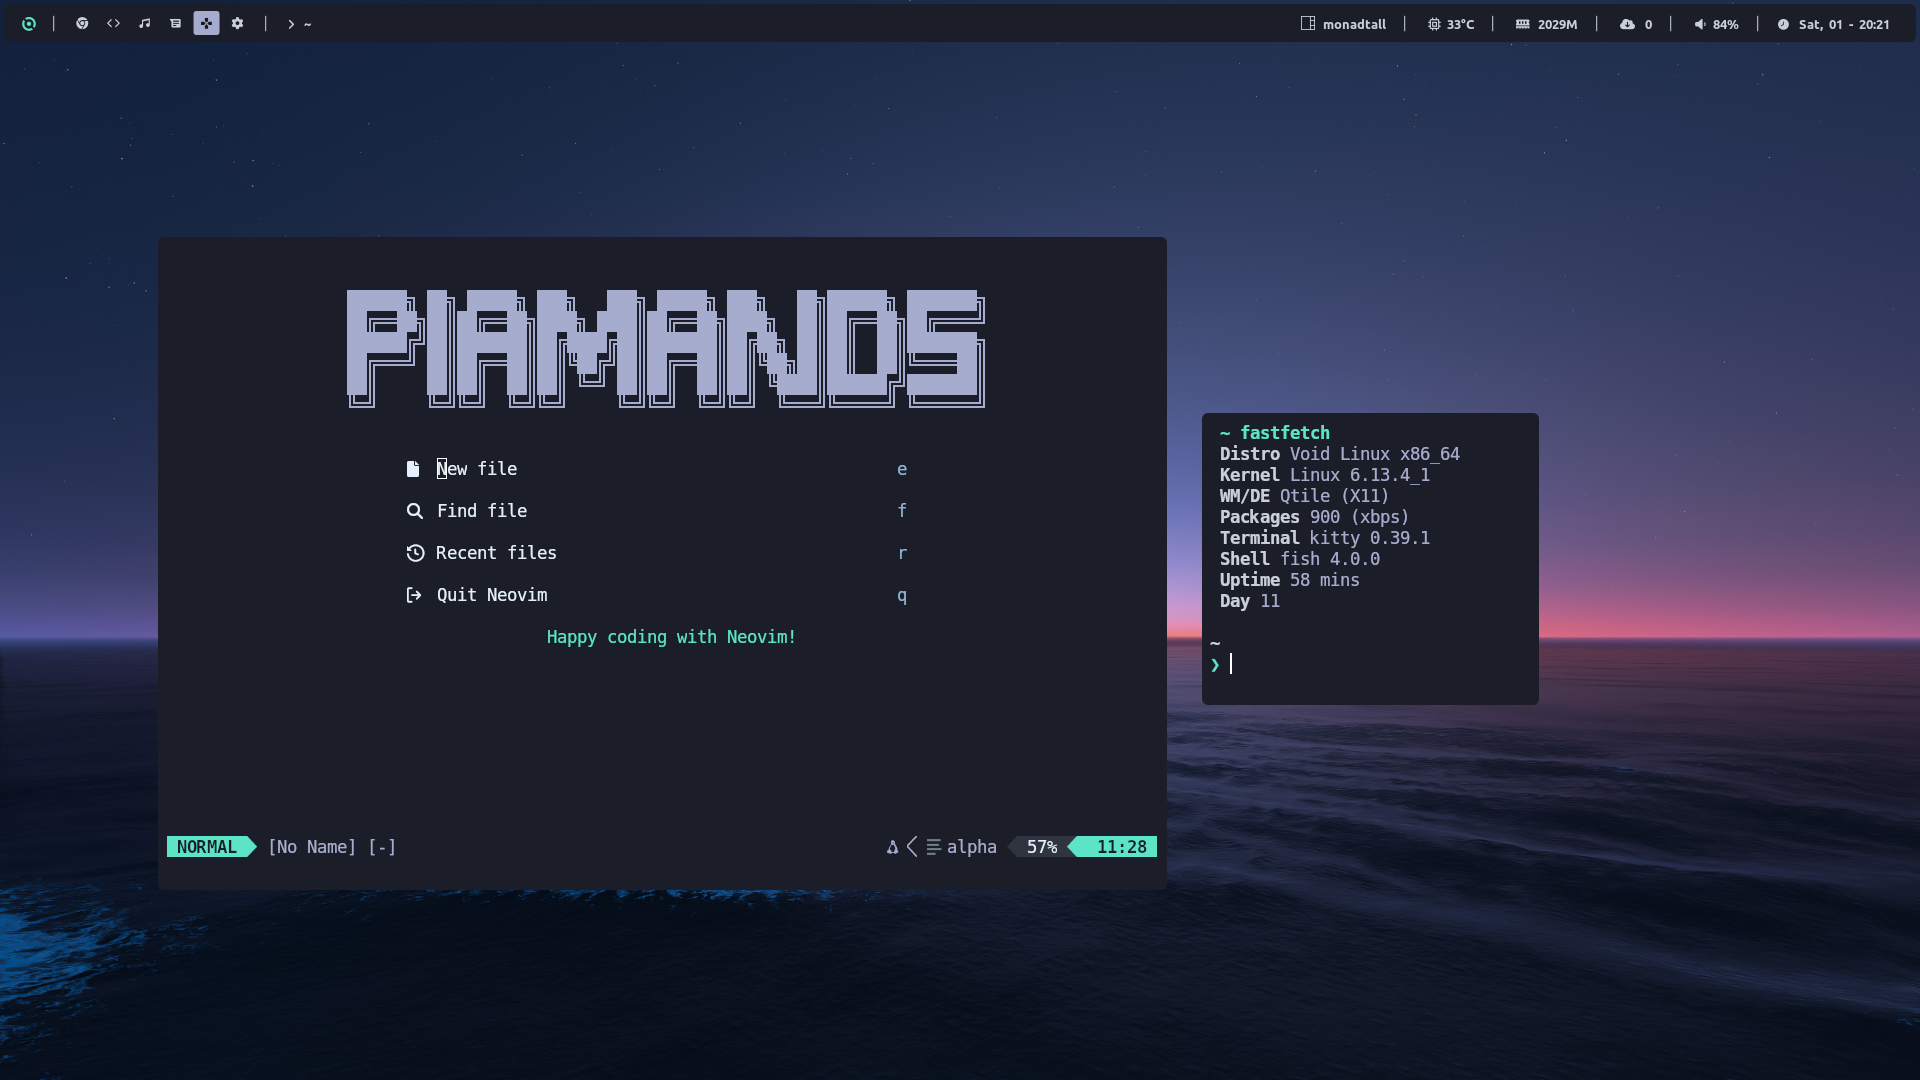 > ~
monadtall | 33°C | 2029M | 0 | 84% | Sat, 01 - 20:21
PIAMANDS
New file e
Find file f
Recent files r
Quit Neovim q
Happy coding with Neovim!
NORMAL [No Name] [-] alpha 57% 11:28
~ fastfetch
Distro Void Linux x86_64
Kernel Linux 6.13.4_1
WM/DE Qtile (X11)
Packages 900 (xbps)
Terminal kitty 0.39.1
Shell fish 4.0.0
Uptime 58 mins
Day 11
~
❯